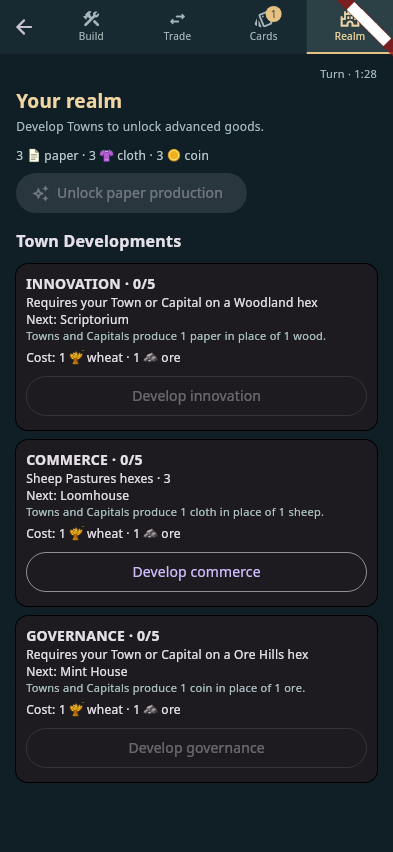 Build
Trade
Cards
1
Realm
Turn · 1:28
Your realm
Develop Towns to unlock advanced goods.
3 paper · 3 cloth · 3 coin
Unlock paper production
Town Developments
INNOVATION · 0/5
Requires your Town or Capital on a Woodland hex
Next: Scriptorium
Towns and Capitals produce 1 paper in place of 1 wood.
Cost: 1 wheat · 1 ore
Develop innovation
COMMERCE · 0/5
Sheep Pastures hexes · 3
Next: Loomhouse
Towns and Capitals produce 1 cloth in place of 1 sheep.
Cost: 1 wheat · 1 ore
Develop commerce
GOVERNANCE · 0/5
Requires your Town or Capital on a Ore Hills hex
Next: Mint House
Towns and Capitals produce 1 coin in place of 1 ore.
Cost: 1 wheat · 1 ore
Develop governance